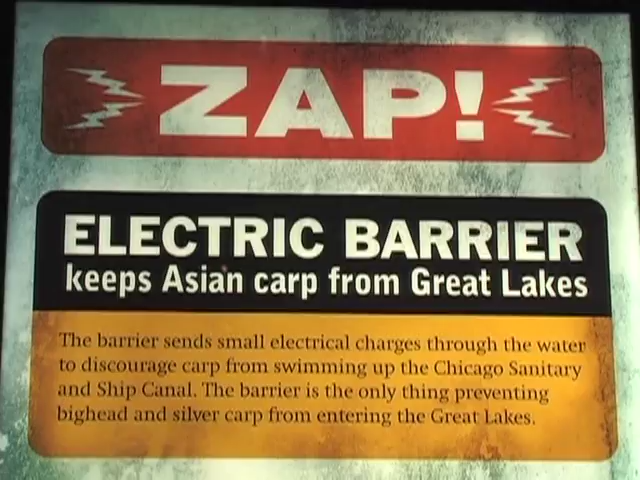 ZAP!
ELECTRIC BARRIER
keeps Asian carp from Great Lakes
The barrier sends small electrical charges through the water
to discourage carp from swimming up the Chicago Sanitary
and Ship Canal. The barrier is the only thing preventing
bighead and silver carp from entering the Great Lakes.